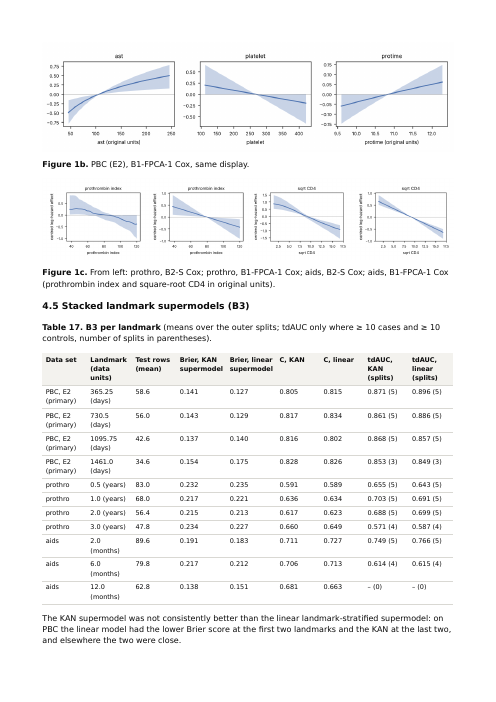 ast
platelet
protime
centred log-hazard effect
ast (original units)
platelet
protime (original units)
Figure 1b. PBC (E2), B1-FPCA-1 Cox, same display.
prothrombin index
prothrombin index
sqrt CD4
sqrt CD4
prothrombin index
prothrombin index
sqrt CD4
sqrt CD4
Figure 1c. From left: prothro, B2-S Cox; prothro, B1-FPCA-1 Cox; aids, B2-S Cox; aids, B1-FPCA-1 Cox
(prothrombin index and square-root CD4 in original units).
4.5 Stacked landmark supermodels (B3)
Table 17. B3 per landmark (means over the outer splits; tdAUC only where ≥ 10 cases and ≥ 10
controls, number of splits in parentheses).
Data set Landmark (data units) Test rows (mean) Brier, KAN supermodel Brier, linear supermodel C, KAN C, linear tdAUC, KAN (splits) tdAUC, linear (splits)
PBC, E2 (primary) 365.25 (days) 58.6 0.141 0.127 0.805 0.815 0.871 (5) 0.896 (5)
PBC, E2 (primary) 730.5 (days) 56.0 0.143 0.129 0.817 0.834 0.861 (5) 0.886 (5)
PBC, E2 (primary) 1095.75 (days) 42.6 0.137 0.140 0.816 0.802 0.868 (5) 0.857 (5)
PBC, E2 (primary) 1461.0 (days) 34.6 0.154 0.175 0.828 0.826 0.853 (3) 0.849 (3)
prothro 0.5 (years) 83.0 0.232 0.235 0.591 0.589 0.655 (5) 0.643 (5)
prothro 1.0 (years) 68.0 0.217 0.221 0.636 0.634 0.703 (5) 0.691 (5)
prothro 2.0 (years) 56.4 0.215 0.213 0.617 0.623 0.688 (5) 0.699 (5)
prothro 3.0 (years) 47.8 0.234 0.227 0.660 0.649 0.571 (4) 0.587 (4)
aids 2.0 (months) 89.6 0.191 0.183 0.711 0.727 0.749 (5) 0.766 (5)
aids 6.0 (months) 79.8 0.217 0.212 0.706 0.713 0.614 (4) 0.615 (4)
aids 12.0 (months) 62.8 0.138 0.151 0.681 0.663 – (0) – (0)
The KAN supermodel was not consistently better than the linear landmark-stratified supermodel: on
PBC the linear model had the lower Brier score at the first two landmarks and the KAN at the last two,
and elsewhere the two were close.